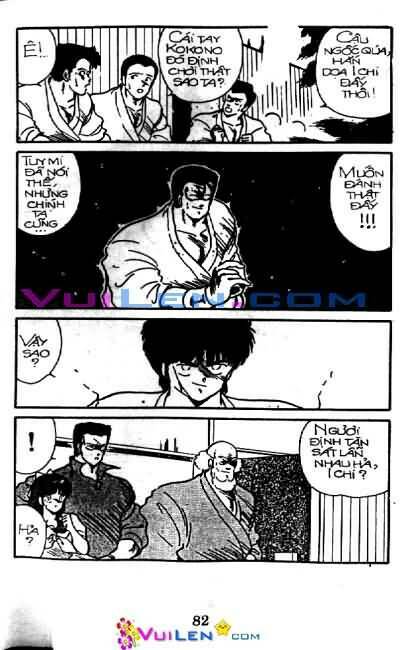 Ê!..
CÁI TAY
KOKONO
ĐÓ ĐỊNH
CHƠI THẬT
SAO TA?
CẬU
NGỐC QUÁ,
HẮN
DOẠ ICHI
ĐẤY
THÔI!
TUY MI
ĐÃ NÓI
THẾ,
NHƯNG
CHÍNH
TA
CŨNG
...
MUỐN
ĐÁNH
THẬT
ĐẤY
!!!
VUILEN.COM
VẬY
SAO?
!
HẢ?
NGƯƠI
ĐỊNH TÀN
SÁT LẪN
NHAU HẢ,
ICHI?
82
VUILEN.COM